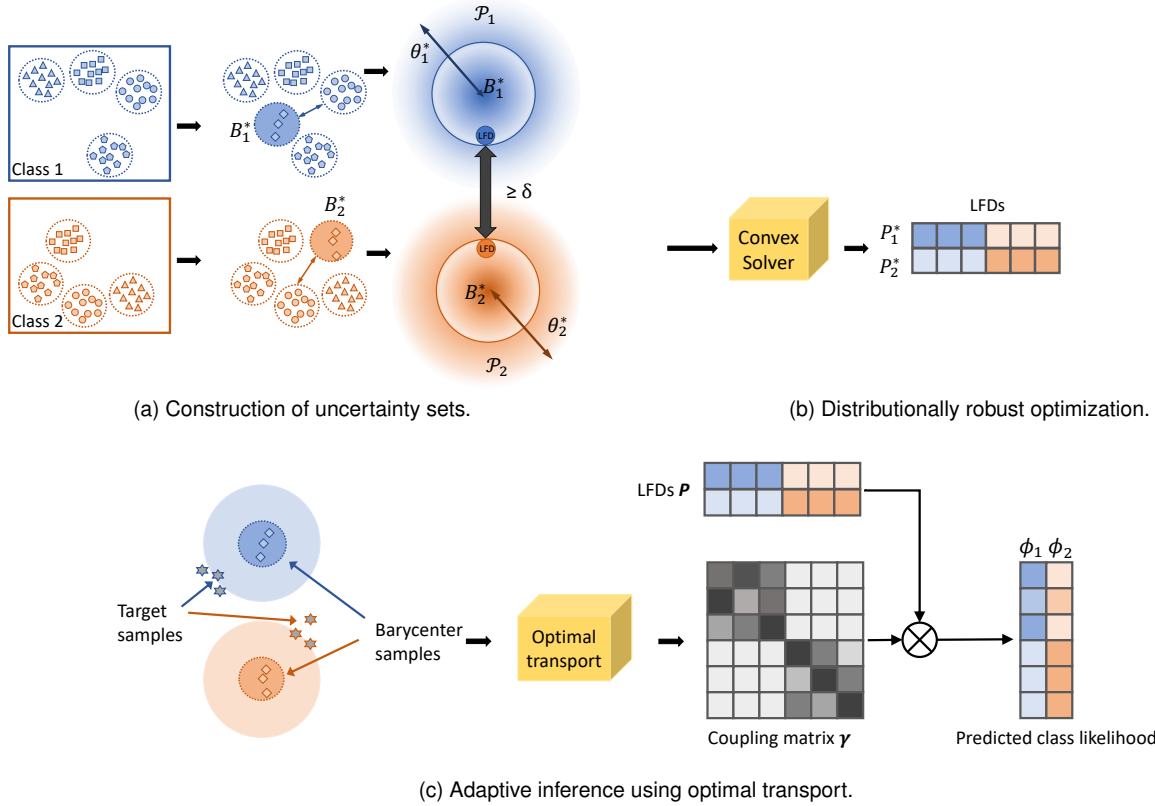 Class 1
B₁*
𝒫₁
θ₁*
B₁*
LFD
≥ δ
Class 2
B₂*
LFD
B₂*
θ₂*
𝒫₂
(a) Construction of uncertainty sets.
Convex
Solver
LFDs
P₁*
P₂*
(b) Distributionally robust optimization.
Target
samples
Barycenter
samples
Optimal
transport
LFDs P
Coupling matrix γ
ϕ₁ ϕ₂
Predicted class likelihood
(c) Adaptive inference using optimal transport.